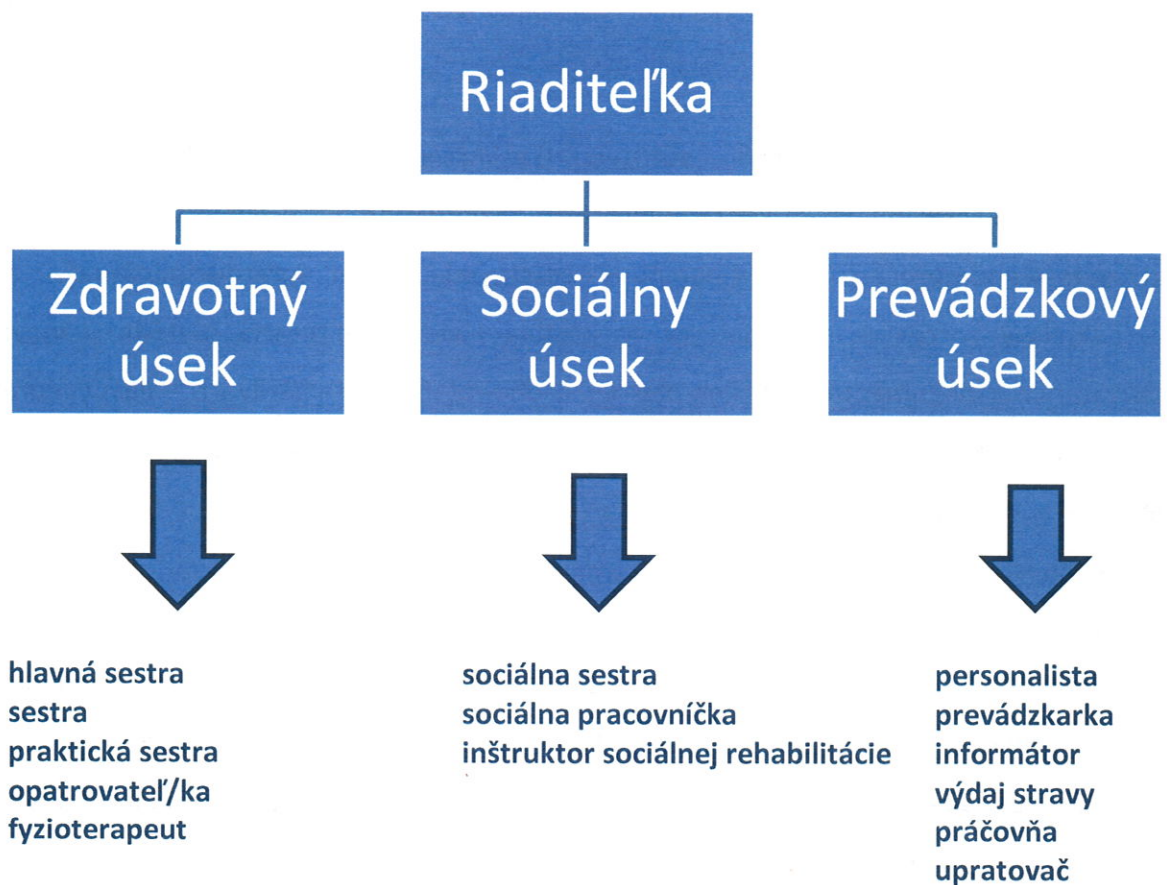 Riaditeľka
Zdravotný
úsek
Sociálny
úsek
Prevádzkový
úsek
hlavná sestra
sestra
praktická sestra
opatrovateľ/ka
fyzioterapeut
sociálna sestra
sociálna pracovníčka
inštruktor sociálnej rehabilitácie
personalista
prevádzkarka
informátor
výdaj stravy
práčovňa
upratovač